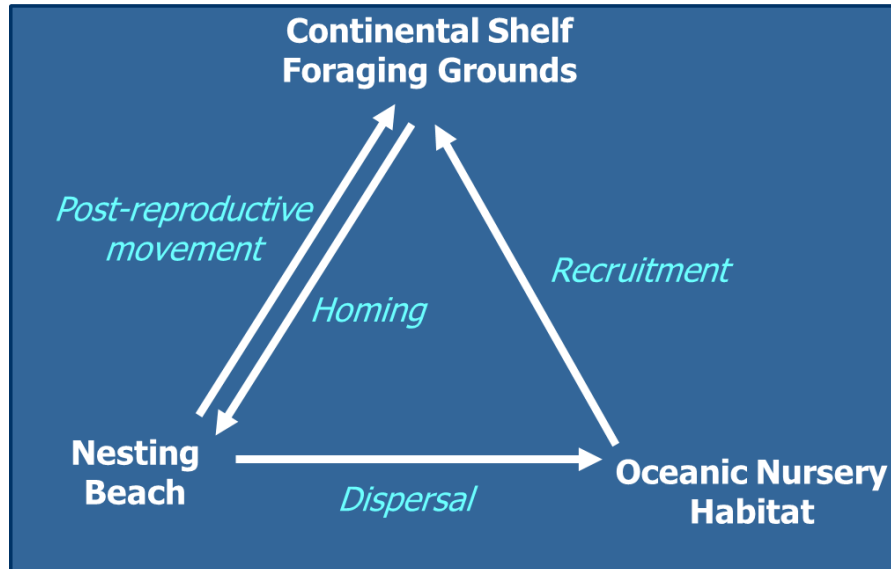 Continental Shelf
Foraging Grounds
Post-reproductive
movement
Homing
Recruitment
Nesting
Beach
Dispersal
Oceanic Nursery
Habitat